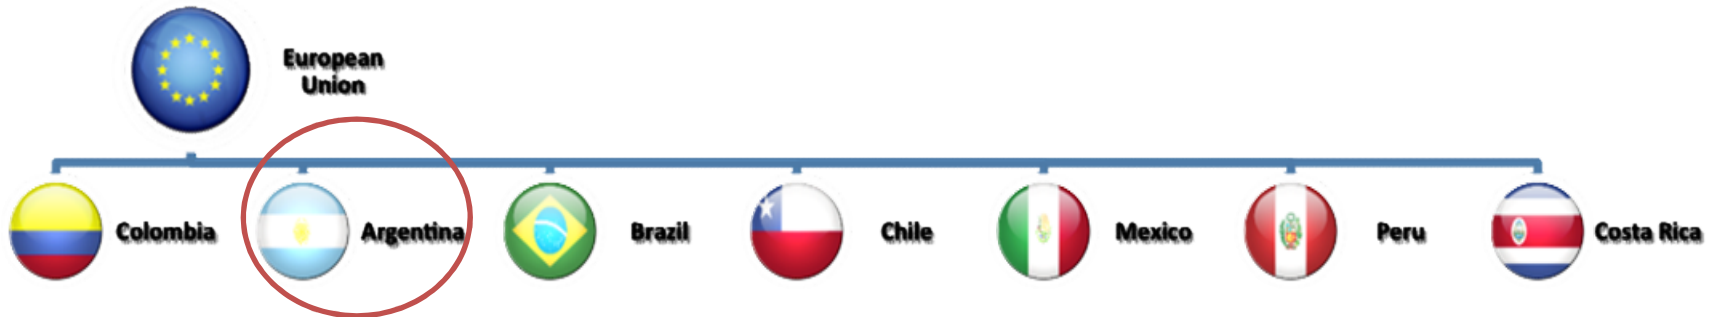 European
Union
Colombia
Argentina
Brazil
Chile
Mexico
Peru
Costa Rica